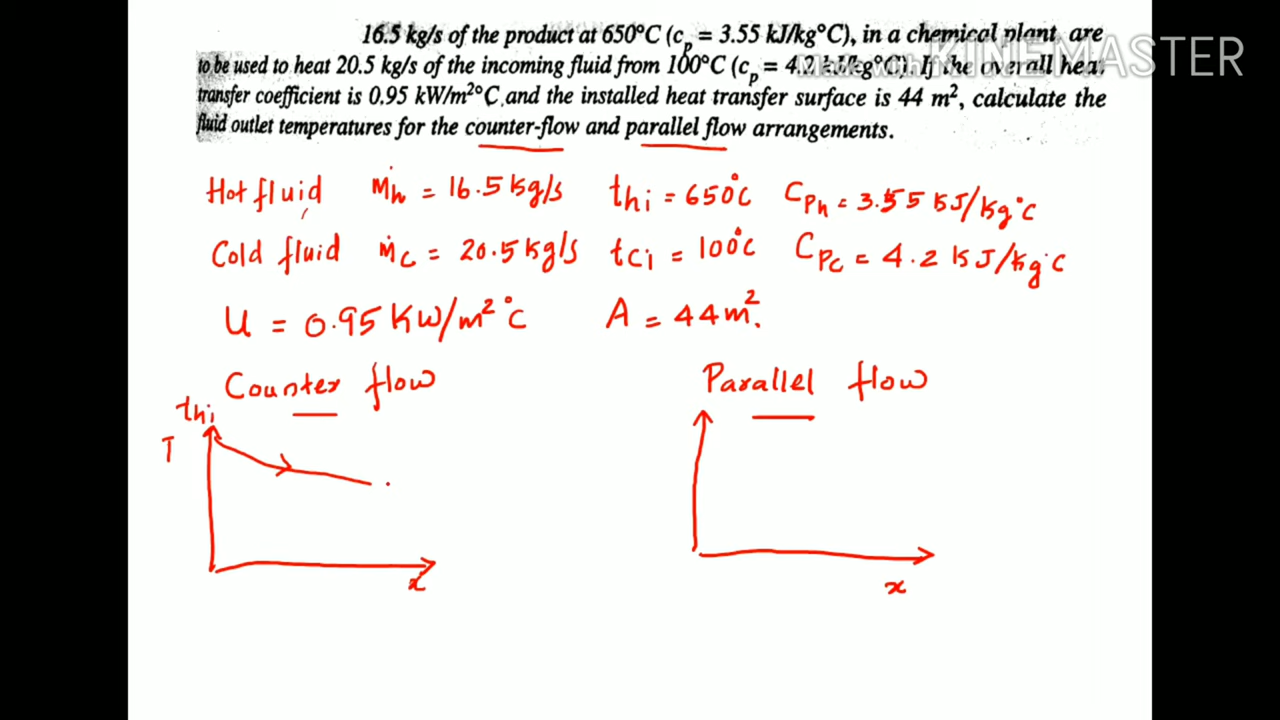 16.5 kg/s of the product at 650°C (cp = 3.55 kJ/kg°C), in a chemical plant, are
to be used to heat 20.5 kg/s of the incoming fluid from 100°C (cp = 4.2 kJ/kg°C). If the overall heat
transfer coefficient is 0.95 kW/m²°C and the installed heat transfer surface is 44 m², calculate the
fluid outlet temperatures for the counter-flow and parallel flow arrangements.
KINEMASTER
Hot fluid ṁh = 16.5 kg/s thi = 650°C CPh = 3.55 KJ/kg°C
Cold fluid ṁc = 20.5 kg/s tci = 100°C CPc = 4.2 KJ/kg°C
U = 0.95 KW/m²°C A = 44m².
Counter flow Parallel flow
thi
T
x x